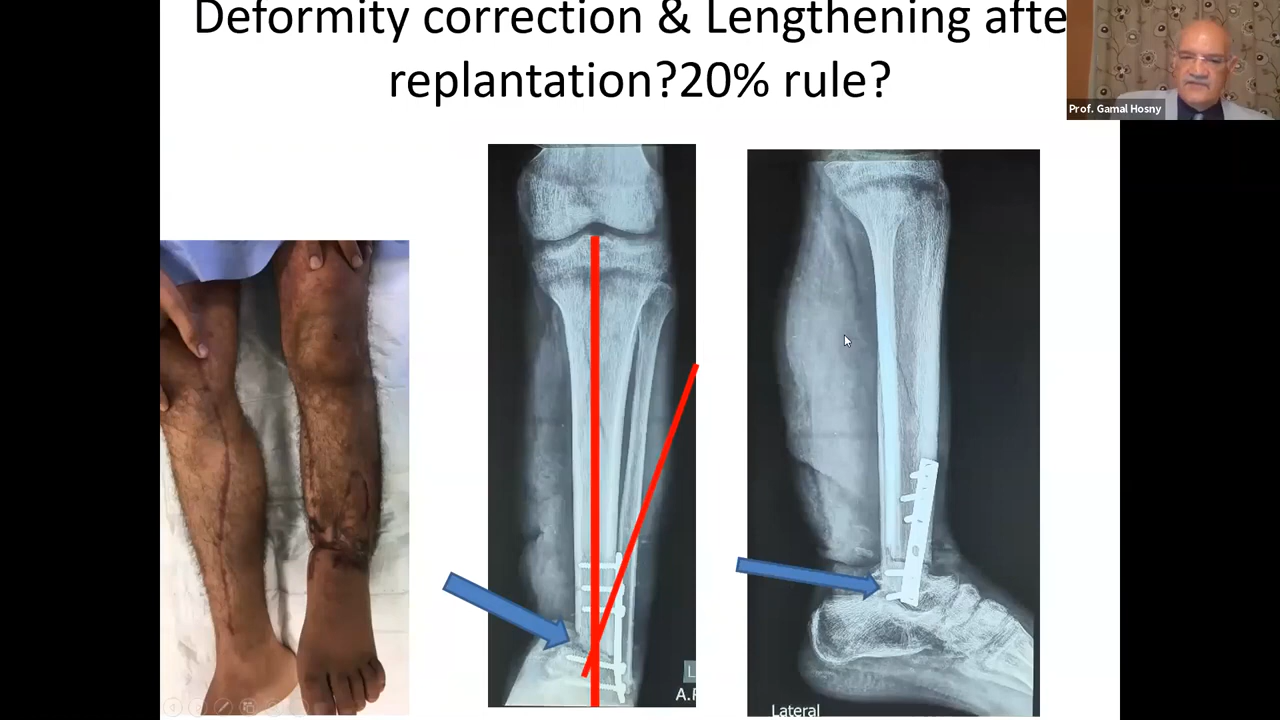 Deformity correction & Lengthening afte
replantation?20% rule?
Prof. Gamal Hosny
L
A.P
Lateral